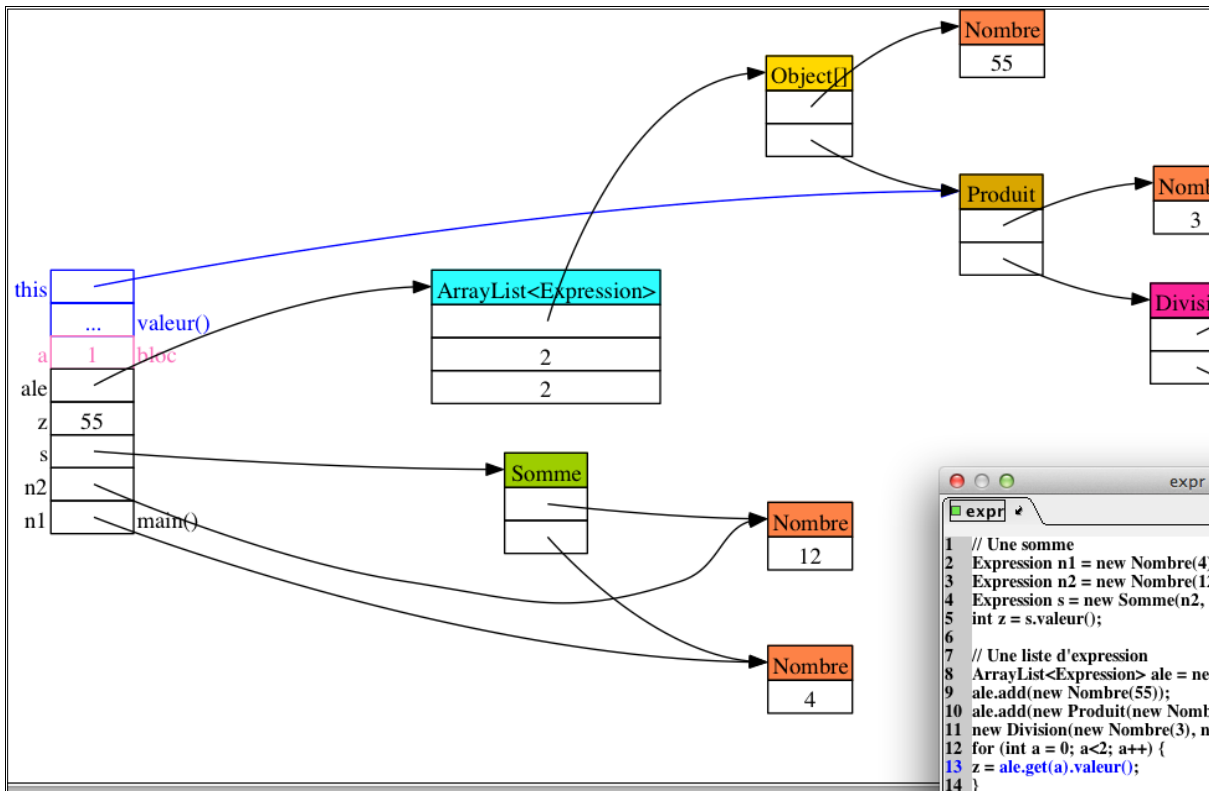 Nombre
55
Object[]
Produit
Nomb
3
this
...
valeur()
a
1
bloc
ale
z
55
s
n2
n1
main()
ArrayList<Expression>
2
2
Divisi
Somme
Nombre
12
Nombre
4
expr
expr
1 // Une somme
2 Expression n1 = new Nombre(4)
3 Expression n2 = new Nombre(12
4 Expression s = new Somme(n2,
5 int z = s.valeur();
6
7 // Une liste d'expression
8 ArrayList<Expression> ale = ne
9 ale.add(new Nombre(55));
10 ale.add(new Produit(new Nomb
11 new Division(new Nombre(3), n
12 for (int a = 0; a<2; a++) {
13 z = ale.get(a).valeur();
14 }